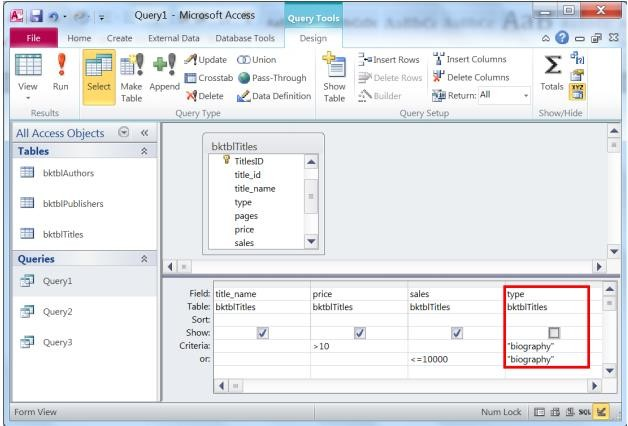 Query1 - Microsoft Access
Query Tools
File Home Create External Data Database Tools Design
View
Run
Select
Make Table
Append
Update
Crosstab
Delete
Union
Pass-Through
Data Definition
Show Table
Insert Rows
Delete Rows
Builder
Insert Columns
Delete Columns
Return: All
Totals
XYZ
Results Query Type Query Setup Show/Hide
All Access Objects
Tables
bktblAuthors
bktblPublishers
bktblTitles
Queries
Query1
Query2
Query3
bktblTitles
TitlesID
title_id
title_name
type
pages
price
sales
Field: title_name price sales type
Table: bktblTitles bktblTitles bktblTitles bktblTitles
Sort:
Show:
Criteria: >10 "biography"
or: <=10000 "biography"
Form View Num Lock SQL